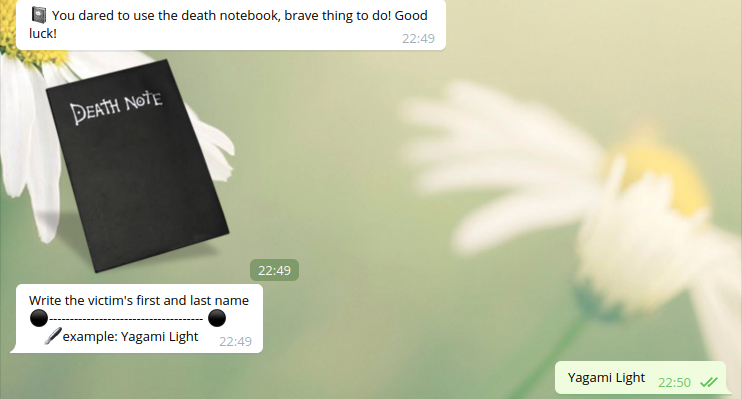 📓 You dared to use the death notebook, brave thing to do! Good
luck!
22:49
DEATH NOTE
22:49
Write the victim's first and last name
⚫------------------------------------⚫
🖋example: Yagami Light
22:49
Yagami Light 22:50